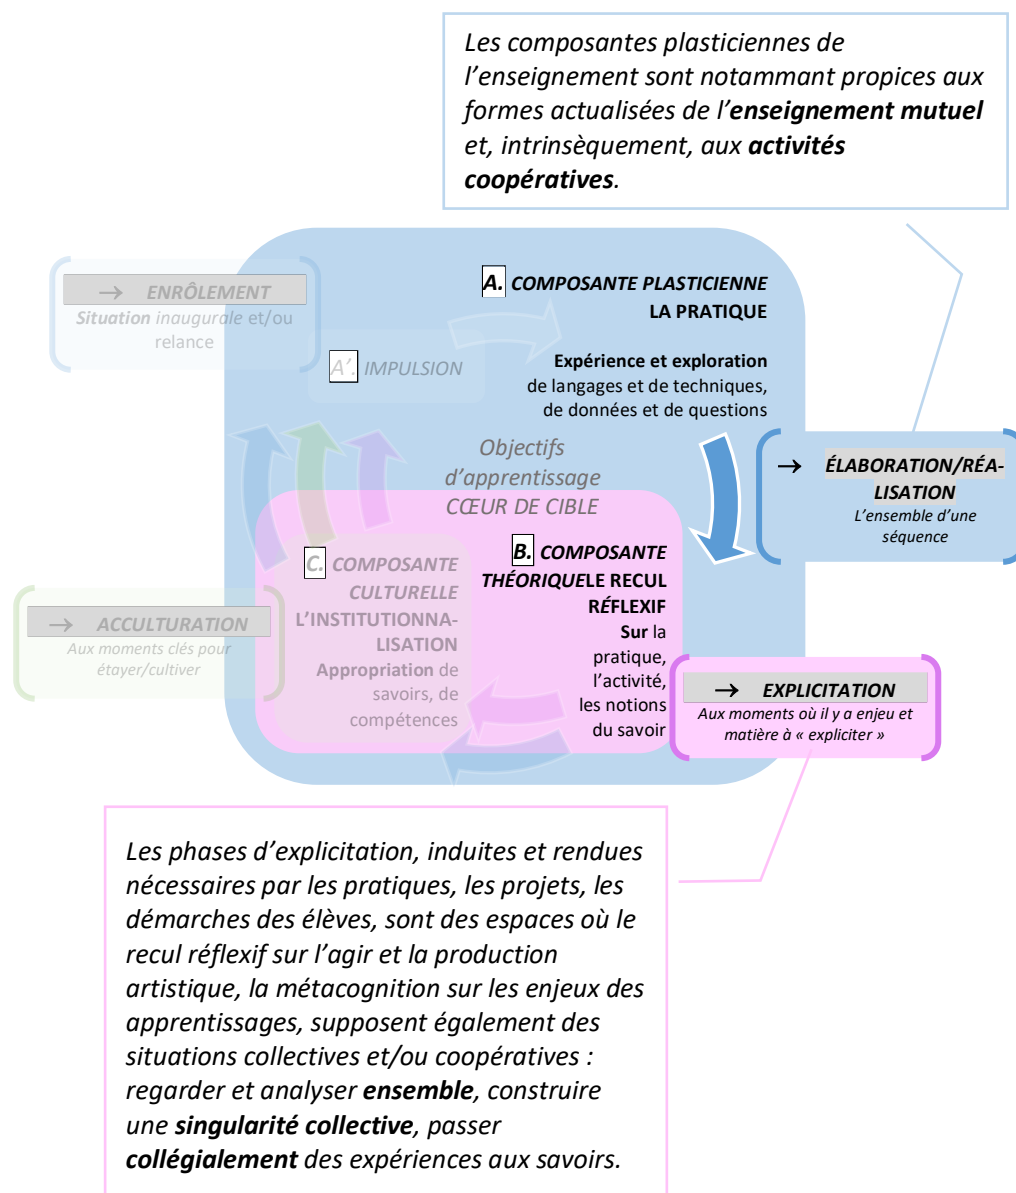 Les composantes plasticiennes de
l’enseignement sont notammant propices aux
formes actualisées de l’enseignement mutuel
et, intrinsèquement, aux activités
coopératives.
→ ENRÔLEMENT
Situation inaugurale et/ou
relance
A. COMPOSANTE PLASTICIENNE
LA PRATIQUE
A’. IMPULSION
Expérience et exploration
de langages et de techniques,
de données et de questions
Objectifs
d’apprentissage
CŒUR DE CIBLE
→ ÉLABORATION/RÉA-
LISATION
L’ensemble d’une
séquence
B. COMPOSANTE
THÉORIQUELE RECUL
RÉFLEXIF
Sur la
pratique,
l’activité,
les notions
du savoir
C. COMPOSANTE
CULTURELLE
L’INSTITUTIONNA-
LISATION
Appropriation de
savoirs, de
compétences
→ ACCULTURATION
Aux moments clés pour
étayer/cultiver
→ EXPLICITATION
Aux moments où il y a enjeu et
matière à « expliciter »
Les phases d’explicitation, induites et rendues
nécessaires par les pratiques, les projets, les
démarches des élèves, sont des espaces où le
recul réflexif sur l’agir et la production
artistique, la métacognition sur les enjeux des
apprentissages, supposent également des
situations collectives et/ou coopératives :
regarder et analyser ensemble, construire
une singularité collective, passer
collégialement des expériences aux savoirs.